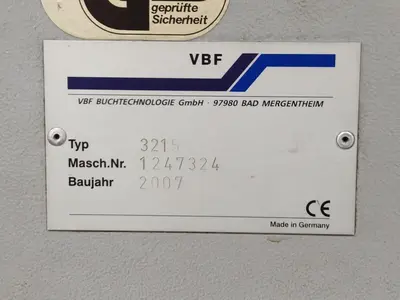 geprüfte
Sicherheit
VBF
VBF BUCHTECHNOLOGIE GmbH · 97980 BAD MERGENTHEIM
Typ 3215
Masch.Nr. 1247324
Baujahr 2007
CE
Made in Germany